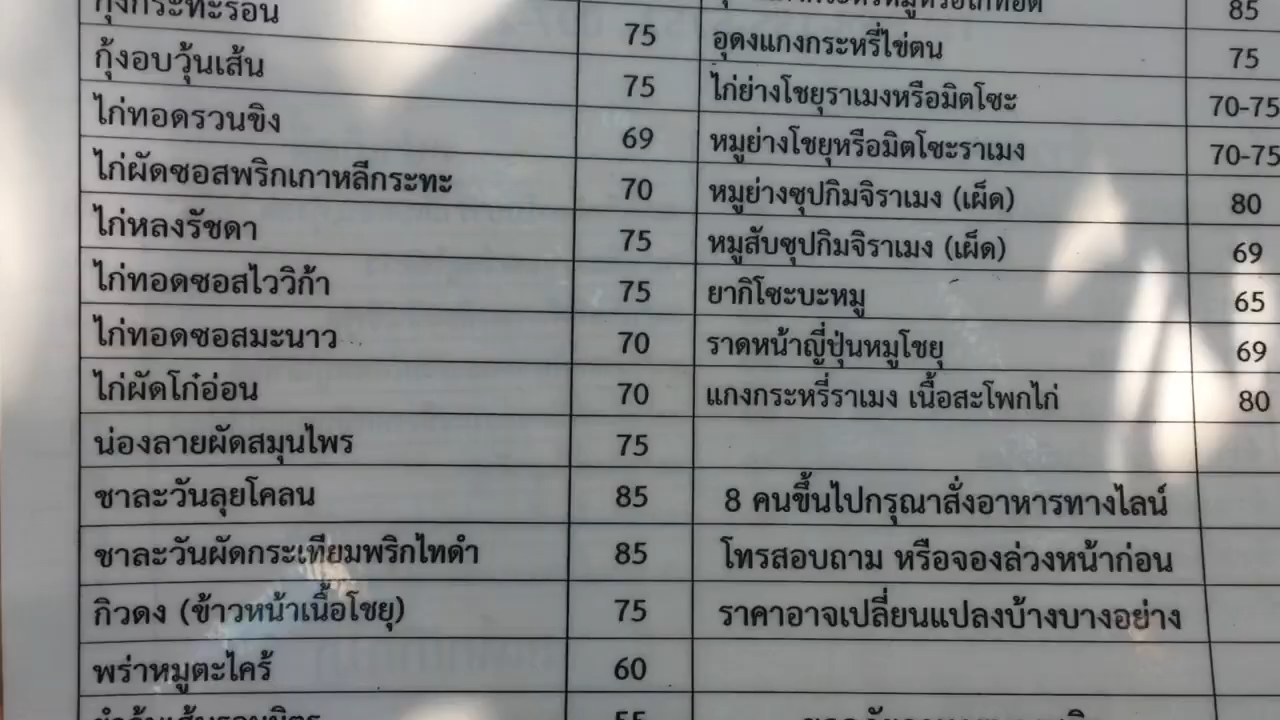 กุ้งกระทะร้อน 75
กุ้งอบวุ้นเส้น 75
ไก่ทอดรวนขิง 69
ไก่ผัดซอสพริกเกาหลีกระทะ 70
ไก่หลงรัชดา 75
ไก่ทอดซอสไววิก้า 75
ไก่ทอดซอสมะนาว 70
ไก่ผัดโก๋อ่อน 70
น่องลายผัดสมุนไพร 75
ชาละวันลุยโคลน 85
ชาละวันผัดกระเทียมพริกไทดำ 85
กิวดง (ข้าวหน้าเนื้อโชยุ) 75
พร่าหมูตะไคร้ 60
85
อุดงแกงกระหรี่ไข่ตน 75
ไก่ย่างโชยุราเมงหรือมิตโซะ 70-75
หมูย่างโชยุหรือมิตโซะราเมง 70-75
หมูย่างซุปกิมจิราเมง (เผ็ด) 80
หมูสับซุปกิมจิราเมง (เผ็ด) 69
ยากิโซะบะหมู 65
ราดหน้าญี่ปุ่นหมูโชยุ 69
แกงกระหรี่ราเมง เนื้อสะโพกไก่ 80
8 คนขึ้นไปกรุณาสั่งอาหารทางไลน์
โทรสอบถาม หรือจองล่วงหน้าก่อน
ราคาอาจเปลี่ยนแปลงบ้างบางอย่าง